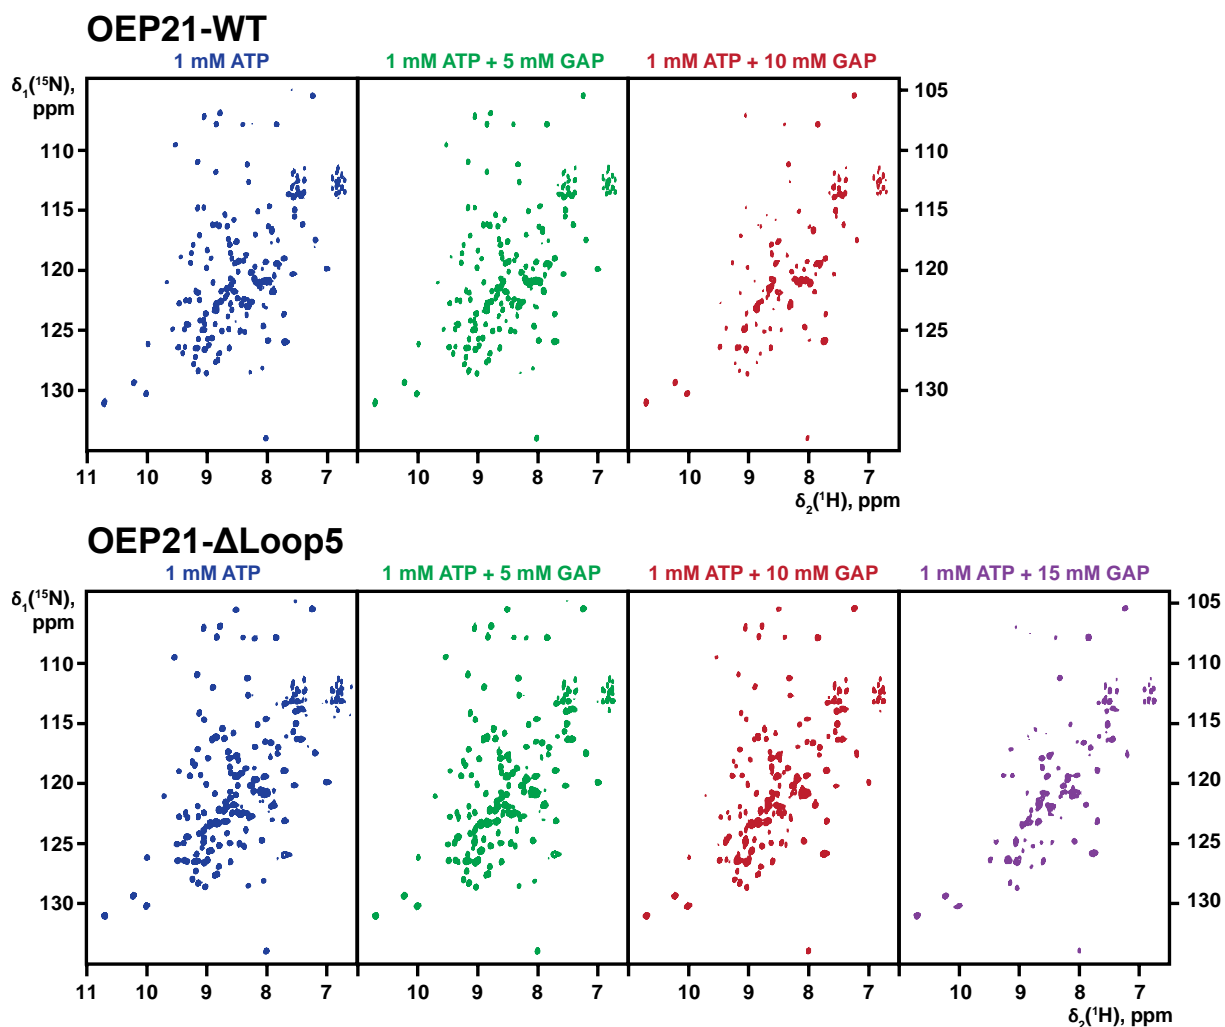 OEP21-WT
1 mM ATP
1 mM ATP + 5 mM GAP
1 mM ATP + 10 mM GAP
δ₁(¹⁵N),
ppm
105
110
110
115
115
120
120
125
125
130
130
11 10 9 8 7
10 9 8 7
10 9 8 7
δ₂(¹H), ppm
OEP21-ΔLoop5
1 mM ATP
1 mM ATP + 5 mM GAP
1 mM ATP + 10 mM GAP
1 mM ATP + 15 mM GAP
δ₁(¹⁵N),
ppm
105
110
110
115
115
120
120
125
125
130
130
11 10 9 8 7
10 9 8 7
10 9 8 7
10 9 8 7
δ₂(¹H), ppm